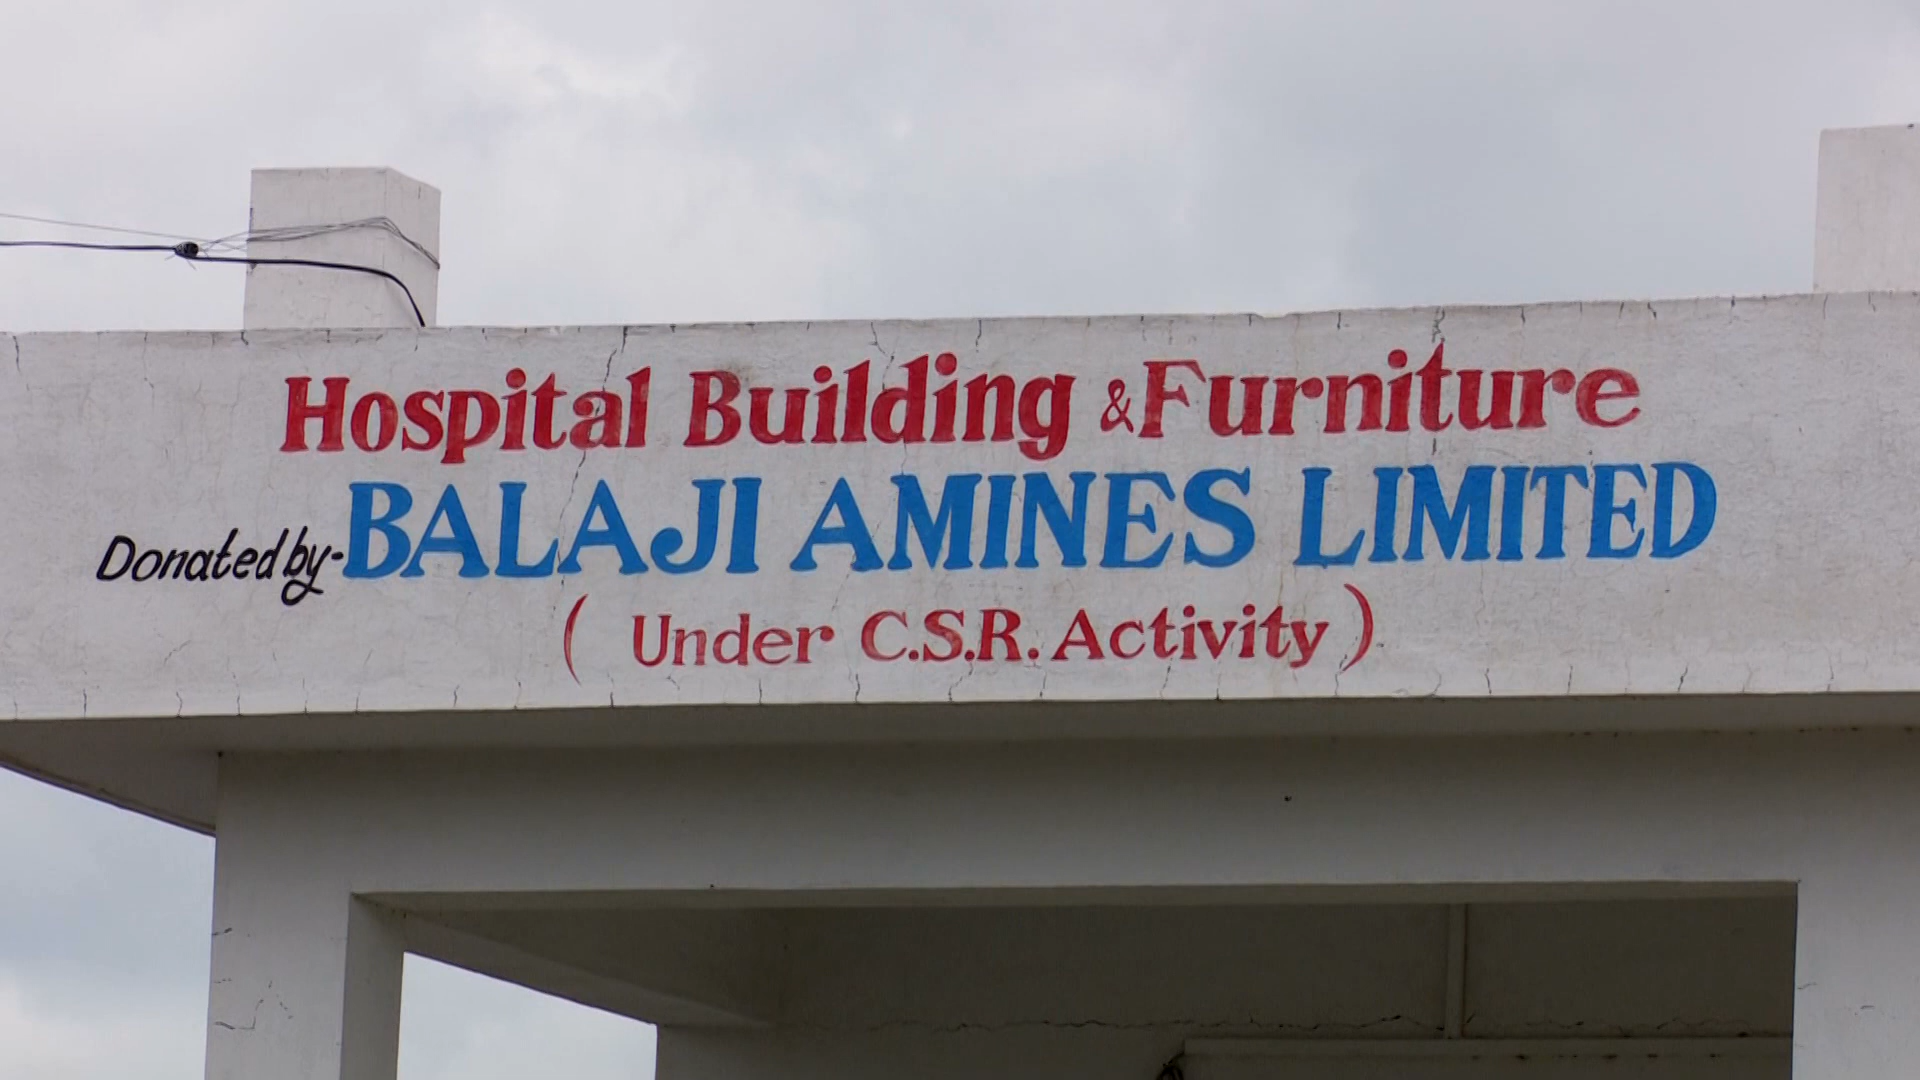 Hospital Building & Furniture
Donated by- BALAJI AMINES LIMITED
( Under C.S.R. Activity )